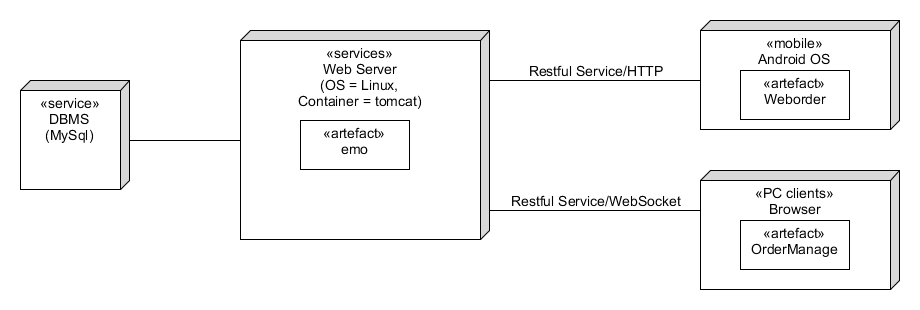 «service»
DBMS
(MySql)
«services»
Web Server
(OS = Linux,
Container = tomcat)
«artefact»
emo
Restful Service/HTTP
Restful Service/WebSocket
«mobile»
Android OS
«artefact»
Weborder
«PC clients»
Browser
«artefact»
OrderManage